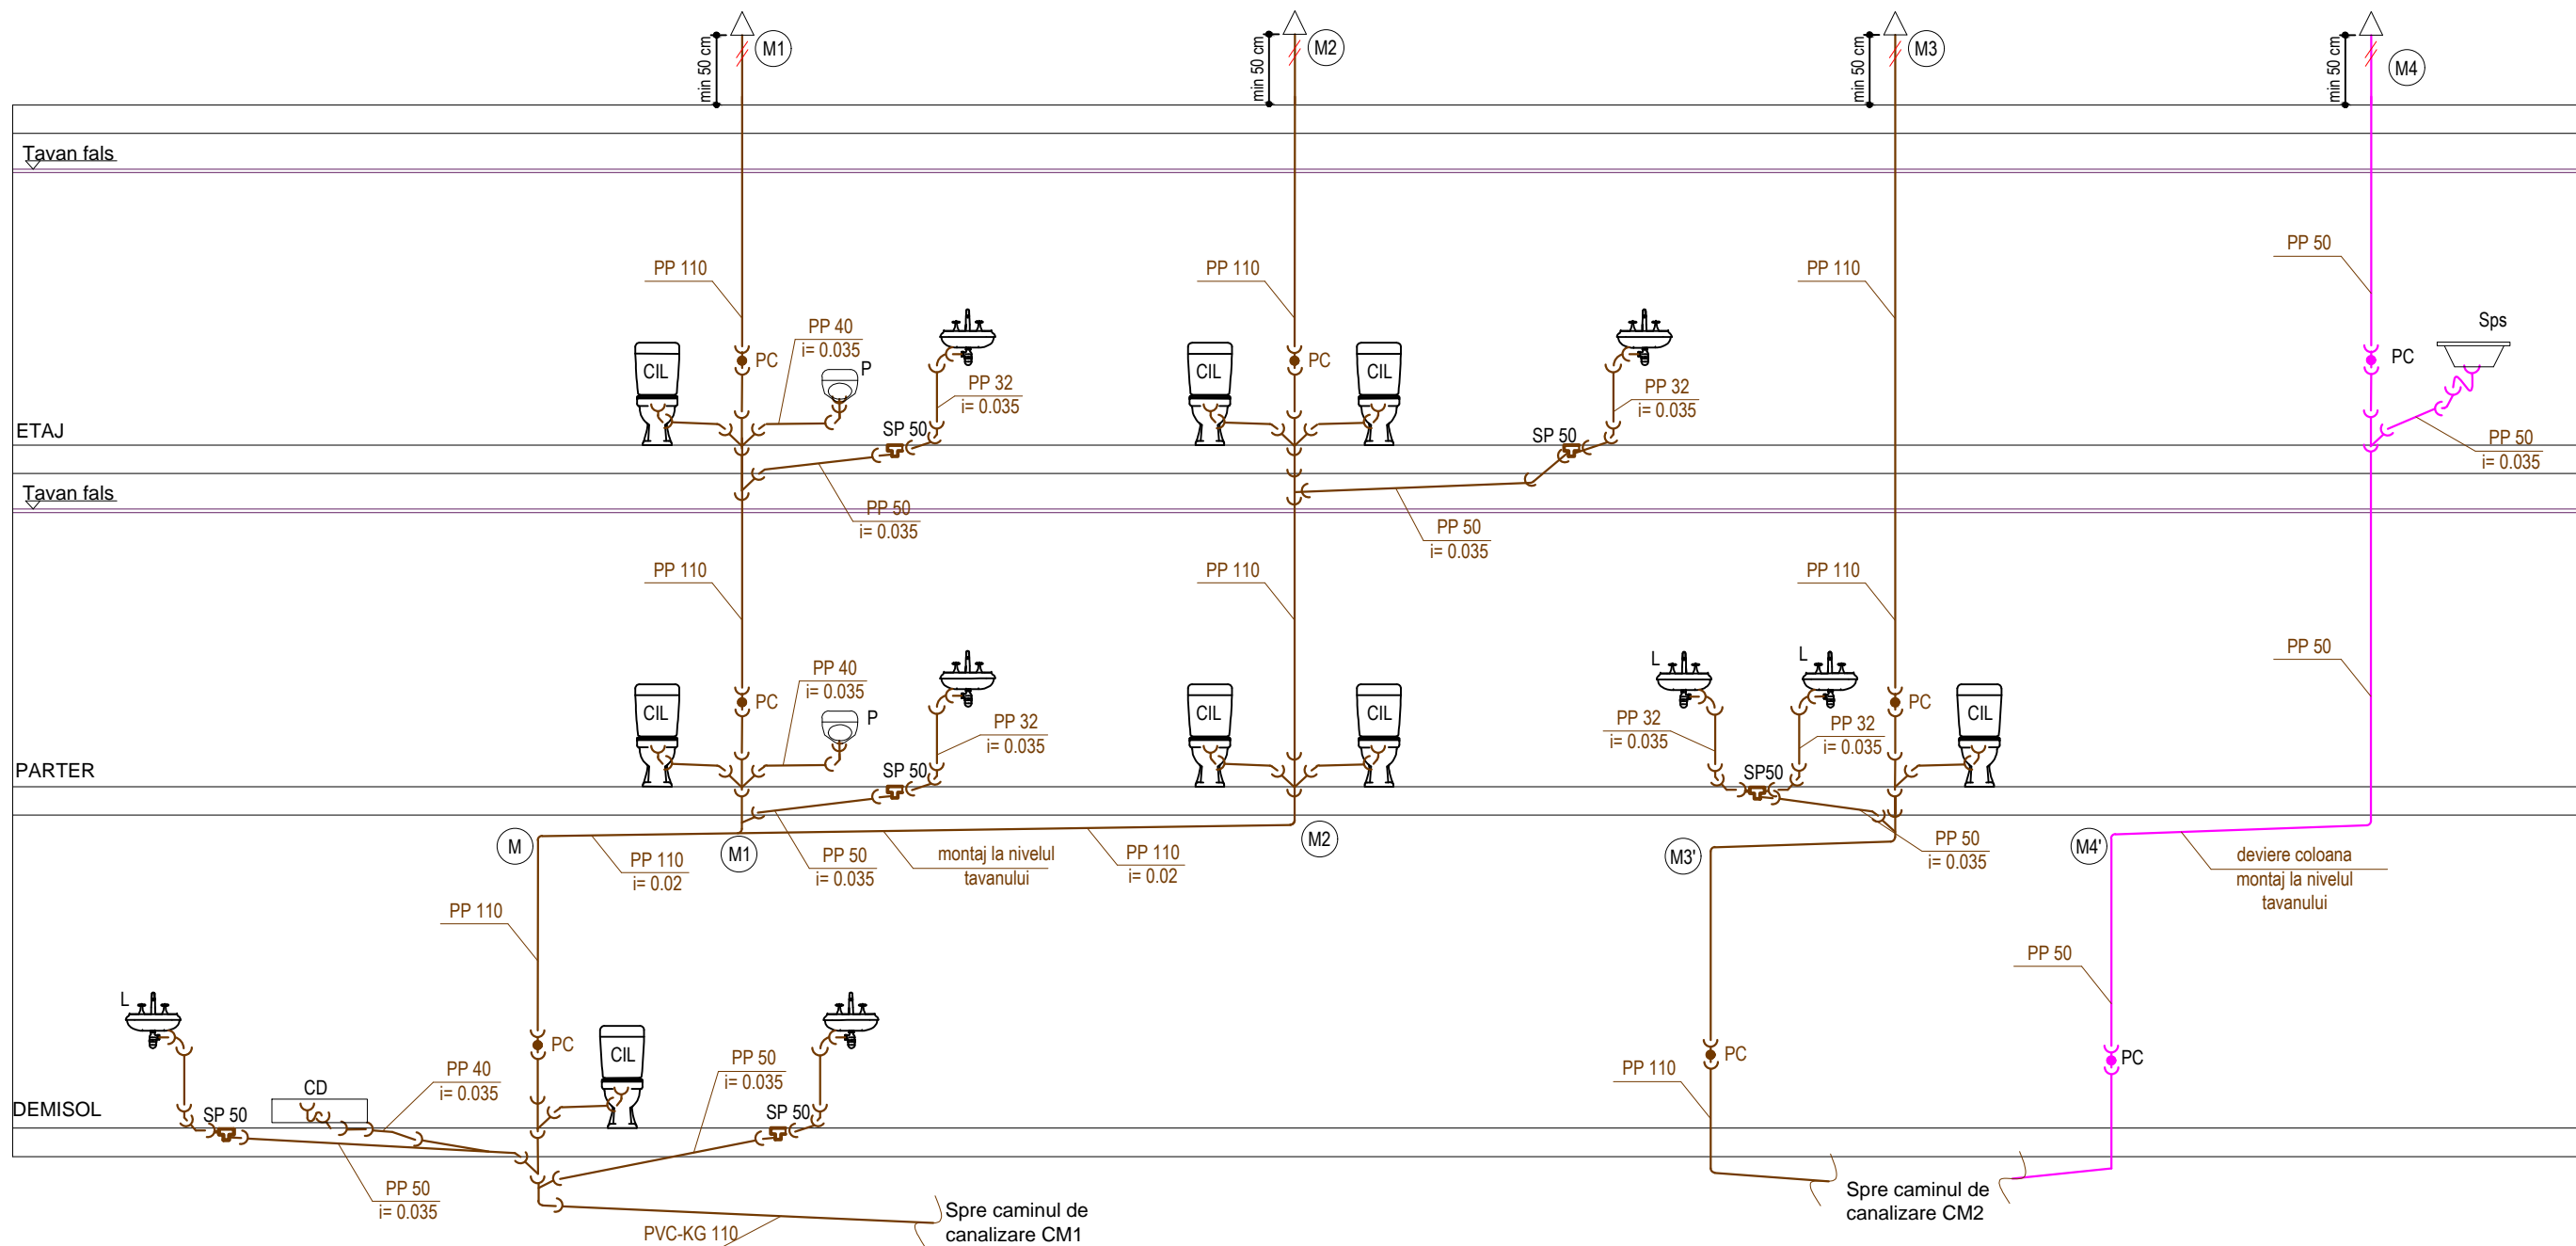 min 50 cm
M1
min 50 cm
M2
min 50 cm
M3
min 50 cm
M4
Tavan fals
PP 110
PP 110
PP 110
PP 50
PP 40
i= 0.035
PC
PC
PC
Sps
CIL
P
CIL
CIL
PP 32
i= 0.035
PP 32
i= 0.035
SP 50
SP 50
PP 50
i= 0.035
ETAJ
Tavan fals
PP 50
i= 0.035
PP 50
i= 0.035
PP 110
PP 110
PP 110
PP 50
PP 40
i= 0.035
L
L
PC
PC
CIL
P
CIL
CIL
CIL
PP 32
i= 0.035
PP 32
i= 0.035
PP 32
i= 0.035
SP 50
SP50
PARTER
M
M1
M2
M3'
M4'
PP 110
i= 0.02
PP 50
i= 0.035
montaj la nivelul
tavanului
PP 110
i= 0.02
PP 50
i= 0.035
deviere coloana
montaj la nivelul
tavanului
PP 110
PP 50
L
PC
CIL
PP 50
i= 0.035
PC
PC
PP 40
i= 0.035
PP 110
CD
SP 50
SP 50
DEMISOL
PP 50
i= 0.035
PVC-KG 110
Spre caminul de
canalizare CM1
Spre caminul de
canalizare CM2